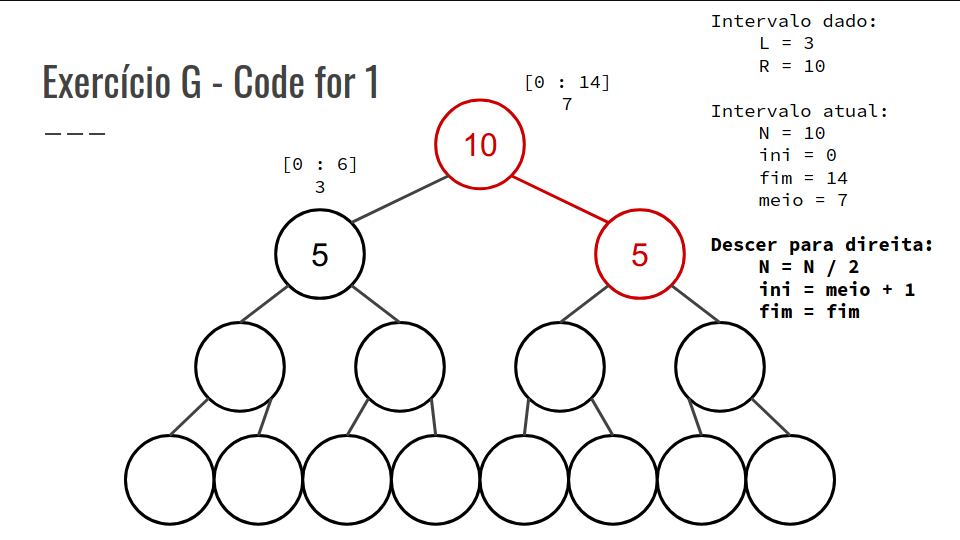 Exercício G - Code for 1
[0 : 14]
7
10
[0 : 6]
3
5
5
Intervalo dado:
L = 3
R = 10
Intervalo atual:
N = 10
ini = 0
fim = 14
meio = 7
Descer para direita:
N = N / 2
ini = meio + 1
fim = fim